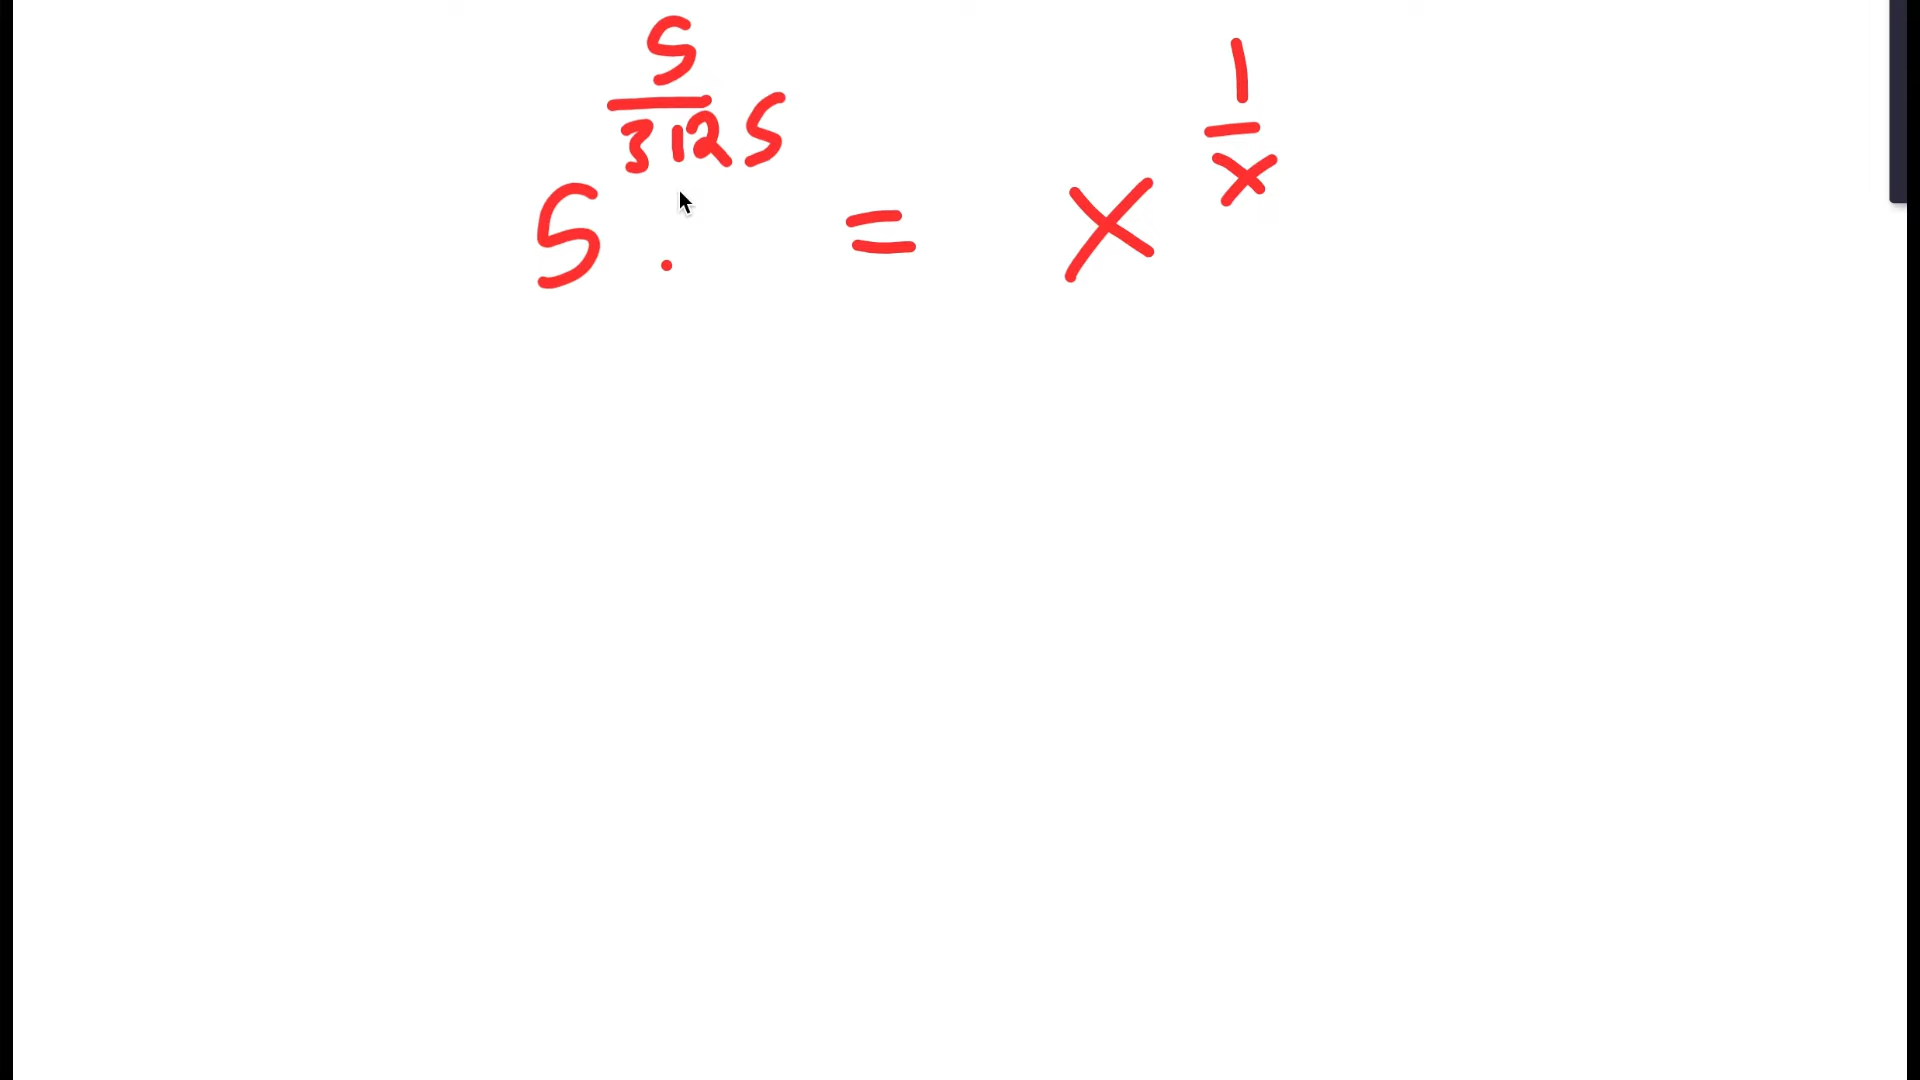 5^(5/3125) = x^(1/x)